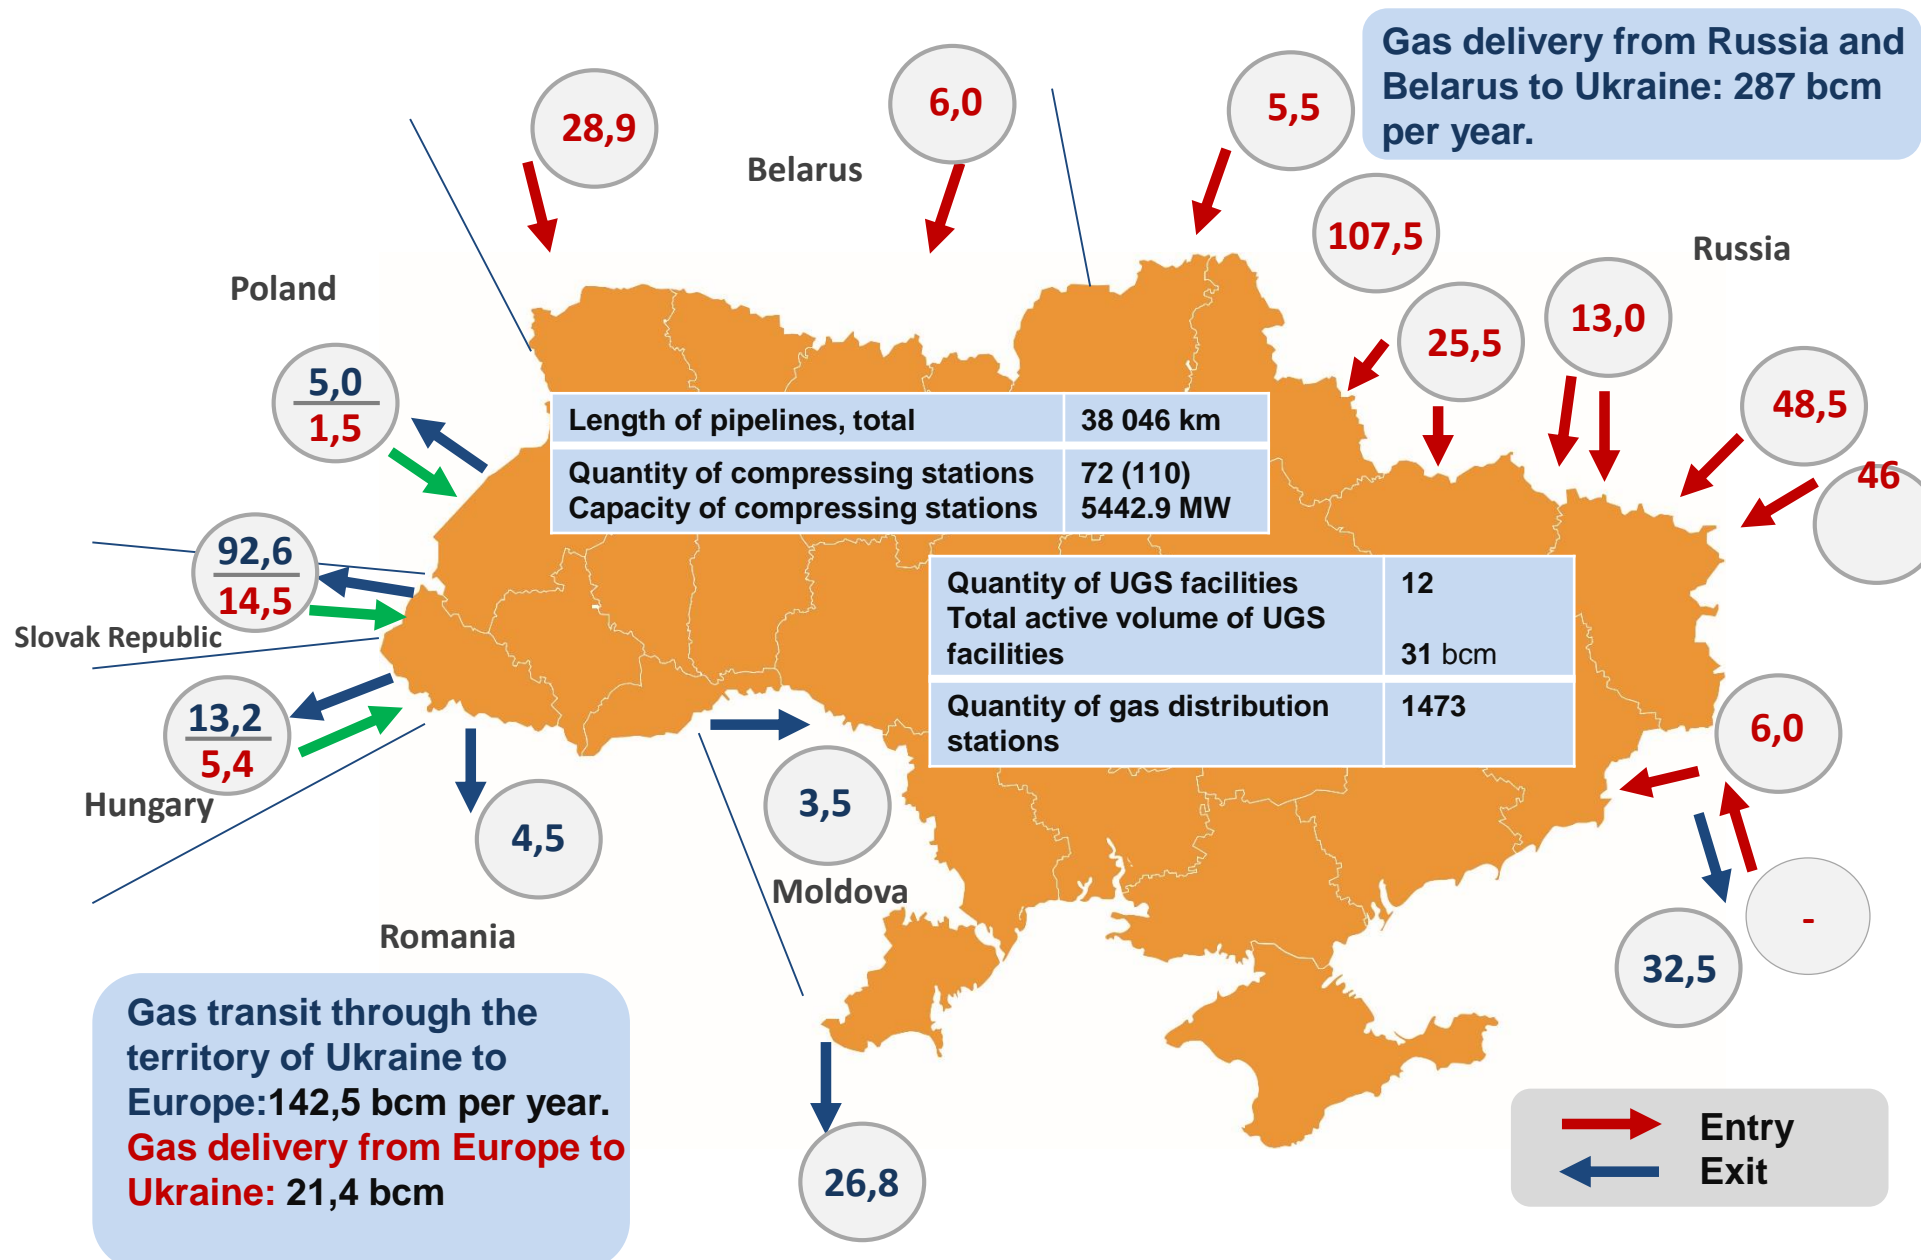 Gas delivery from Russia and
Belarus to Ukraine: 287 bcm
per year.
28,9
6,0
5,5
Belarus
107,5
Russia
Poland
25,5
13,0
5,0
1,5
48,5
46
Length of pipelines, total 38 046 km
Quantity of compressing stations 72 (110)
Capacity of compressing stations 5442.9 MW
92,6
14,5
Slovak Republic
Quantity of UGS facilities 12
Total active volume of UGS
facilities 31 bcm
Quantity of gas distribution 1473
stations
13,2
5,4
Hungary
6,0
4,5
3,5
Moldova
Romania
-
32,5
Gas transit through the
territory of Ukraine to
Europe:142,5 bcm per year.
Gas delivery from Europe to
Ukraine: 21,4 bcm
26,8
Entry
Exit